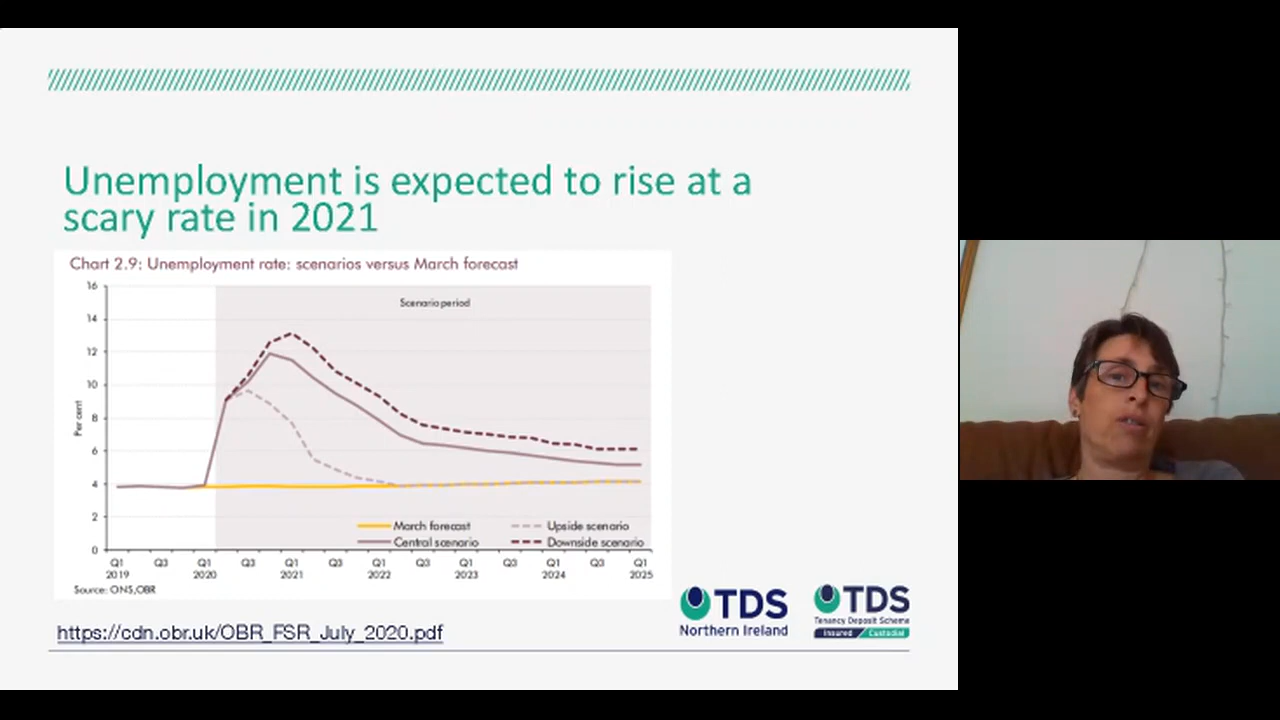 Unemployment is expected to rise at a
scary rate in 2021
Chart 2.9: Unemployment rate: scenarios versus March forecast
16
14
12
10
8
6
4
2
0
Per cent
Scenario period
March forecast
Upside scenario
Central scenario
Downside scenario
Q1 Q3 Q1 Q3 Q1 Q3 Q1 Q3 Q1 Q3 Q1 Q3 Q1
2019 2020 2021 2022 2023 2024 2025
Source: ONS,OBR
https://cdn.obr.uk/OBR_FSR_July_2020.pdf
TDS
Northern Ireland
TDS
Tenancy Deposit Scheme
Insured Custodial